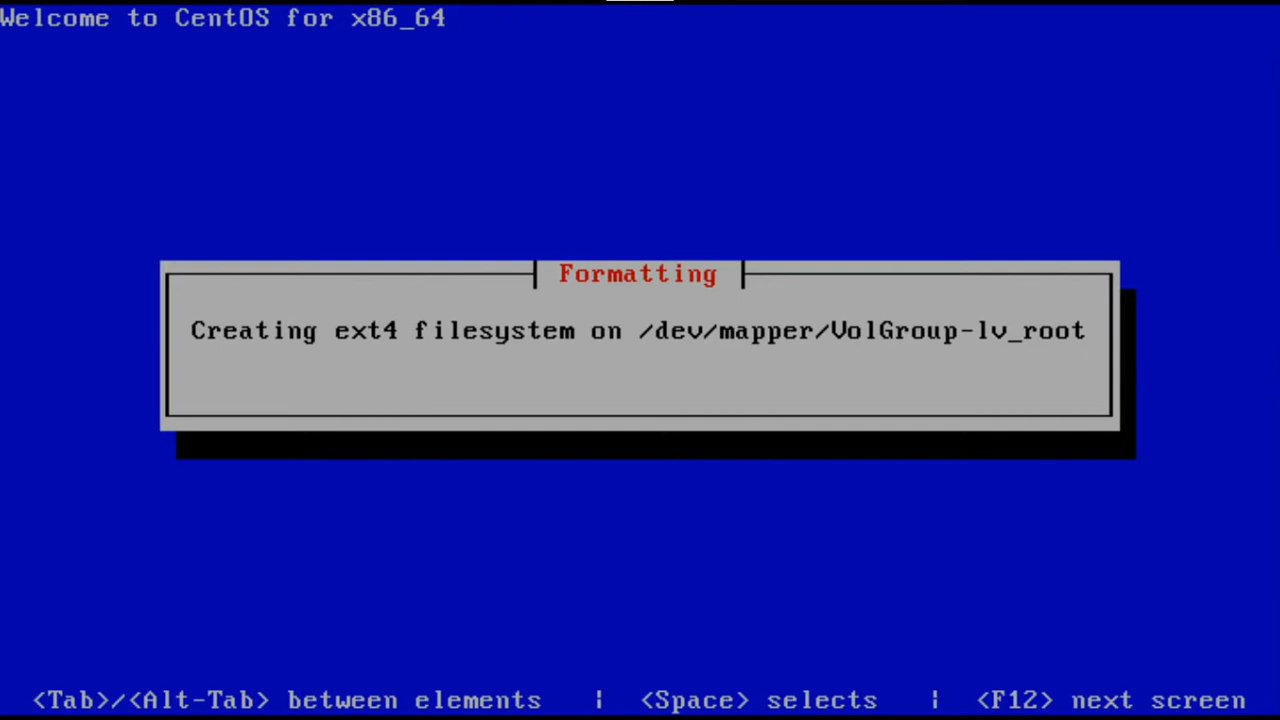 Welcome to CentOS for x86_64
Formatting
Creating ext4 filesystem on /dev/mapper/VolGroup-lv_root
<Tab>/<Alt-Tab> between elements | <Space> selects | <F12> next screen